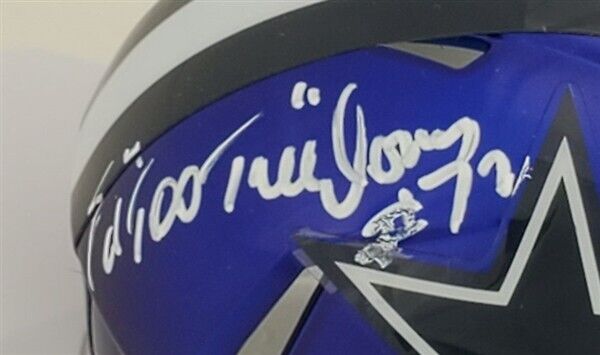 Ed "Too Tall" Jones 72